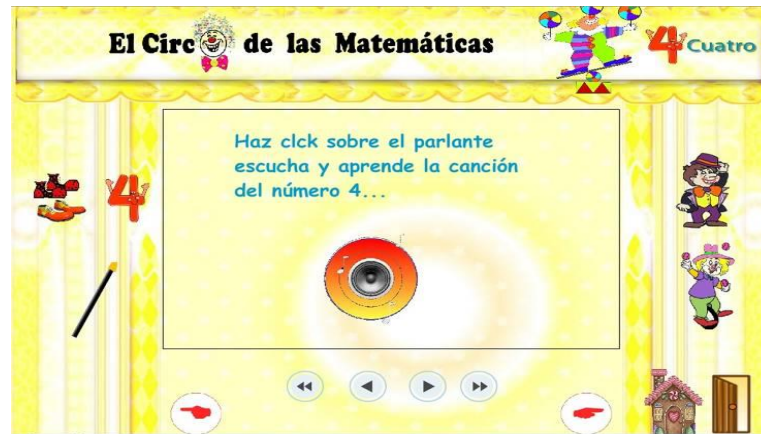 El Circ de las Matemáticas
4 Cuatro
4
Haz clck sobre el parlante
escucha y aprende la canción
del número 4...